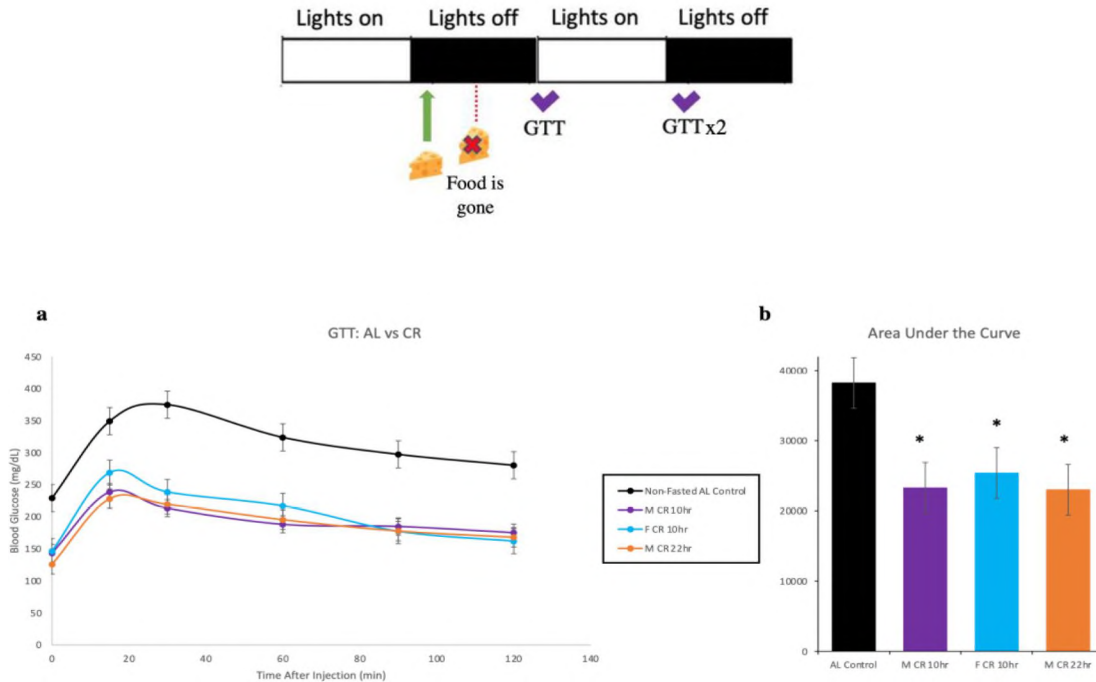 Lights on Lights off Lights on Lights off
GTT GTTx2
Food is
gone
a
GTT: AL vs CR
450
400
350
300
250
200
150
100
50
0
Blood Glucose (mg/dL)
0 20 40 60 80 100 120 140
Time After Injection (min)
Non-Fasted AL Control
M CR 10hr
F CR 10hr
M CR 22hr
b
Area Under the Curve
40000
30000
20000
10000
0
* * *
AL Control M CR 10hr F CR 10hr M CR 22hr